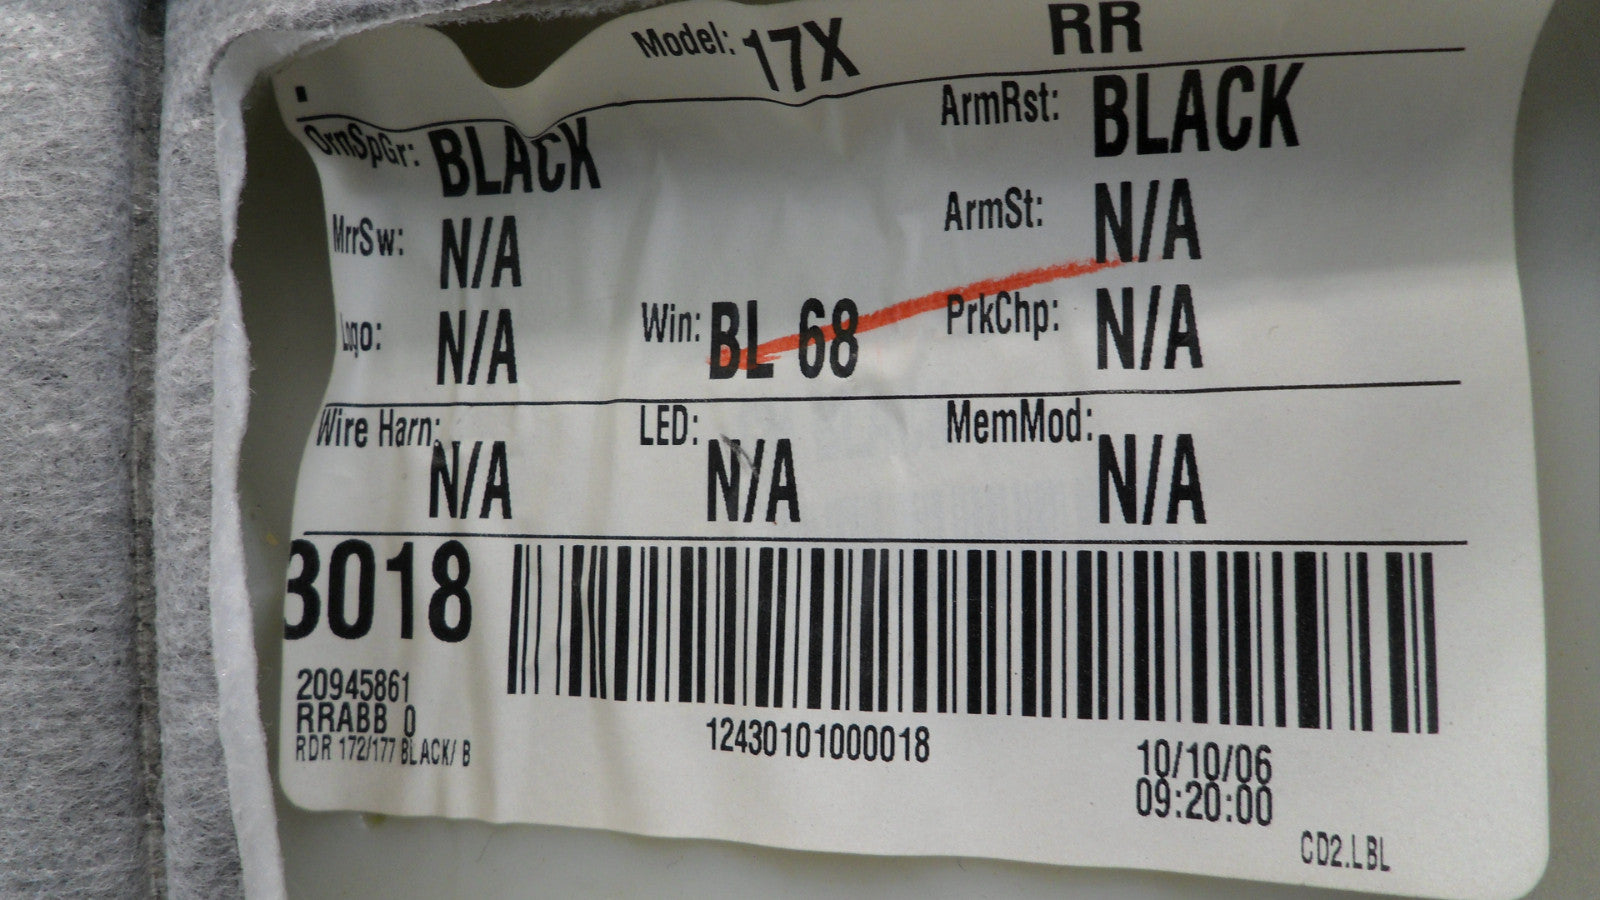 Model: 17X RR
OrnSpGr: BLACK ArmRst: BLACK
MrrSw: N/A ArmSt: N/A
Logo: N/A Win: BL 68 PrkChp: N/A
Wire Harn: N/A LED: N/A MemMod: N/A
3018
20945861
RRABB 0
RDR 172/177 BLACK/ B
12430101000018
10/10/06
09:20:00
CD2.LBL